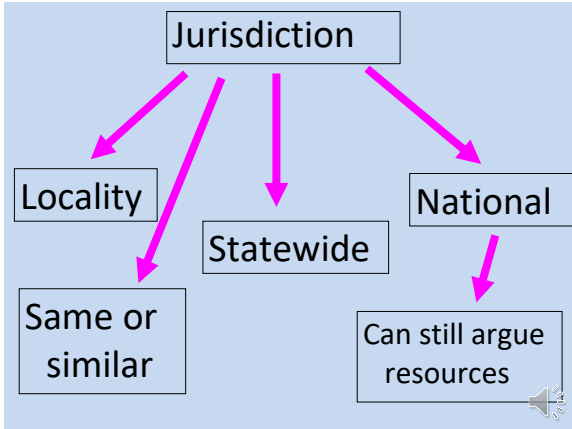 Jurisdiction
Locality
National
Statewide
Same or
similar
Can still argue
resources